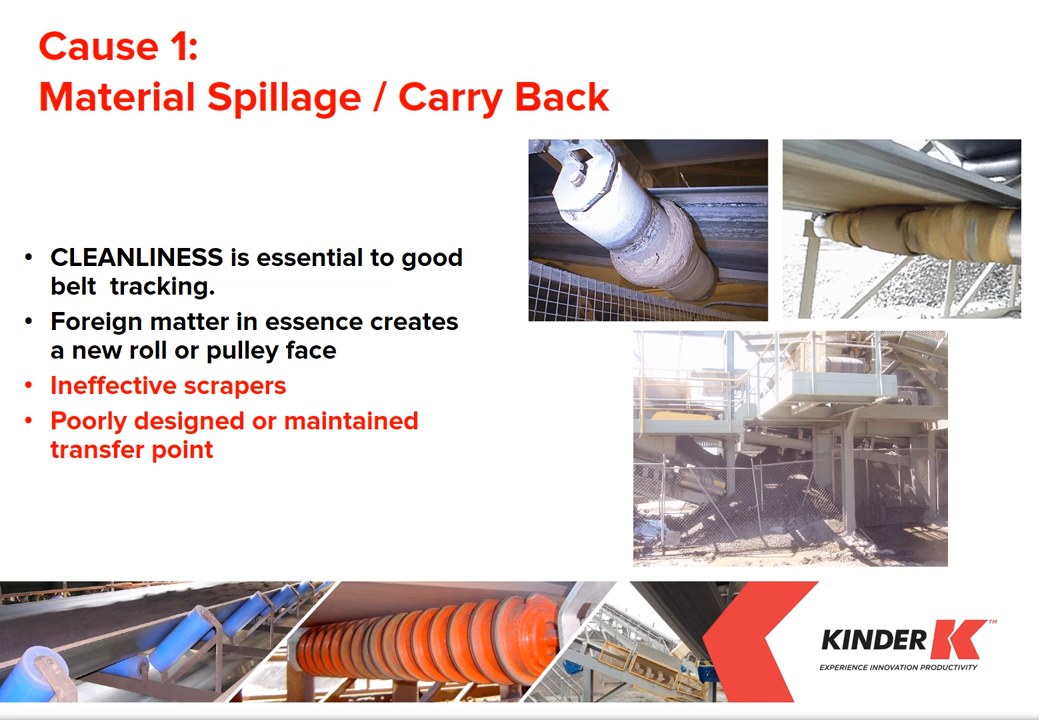 Cause 1:
Material Spillage / Carry Back
• CLEANLINESS is essential to good
belt  tracking.
• Foreign matter in essence creates
a new roll or pulley face
• Ineffective scrapers
• Poorly designed or maintained
transfer point
KINDER K™
EXPERIENCE INNOVATION PRODUCTIVITY